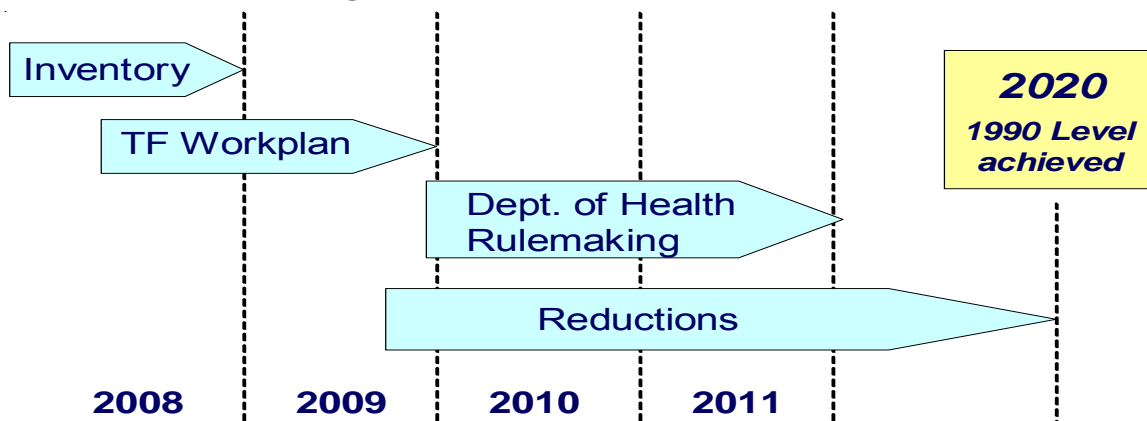 Inventory
TF Workplan
2020
1990 Level
achieved
Dept. of Health
Rulemaking
Reductions
2008 2009 2010 2011